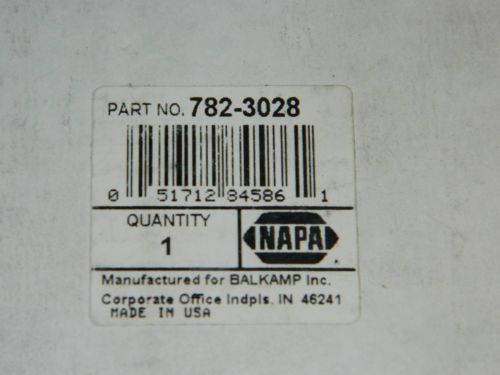 PART NO. 782-3028
0 51712 84586 1
QUANTITY
1
NAPA
Manufactured for BALKAMP Inc.
Corporate Office Indpls. IN 46241
MADE IN USA